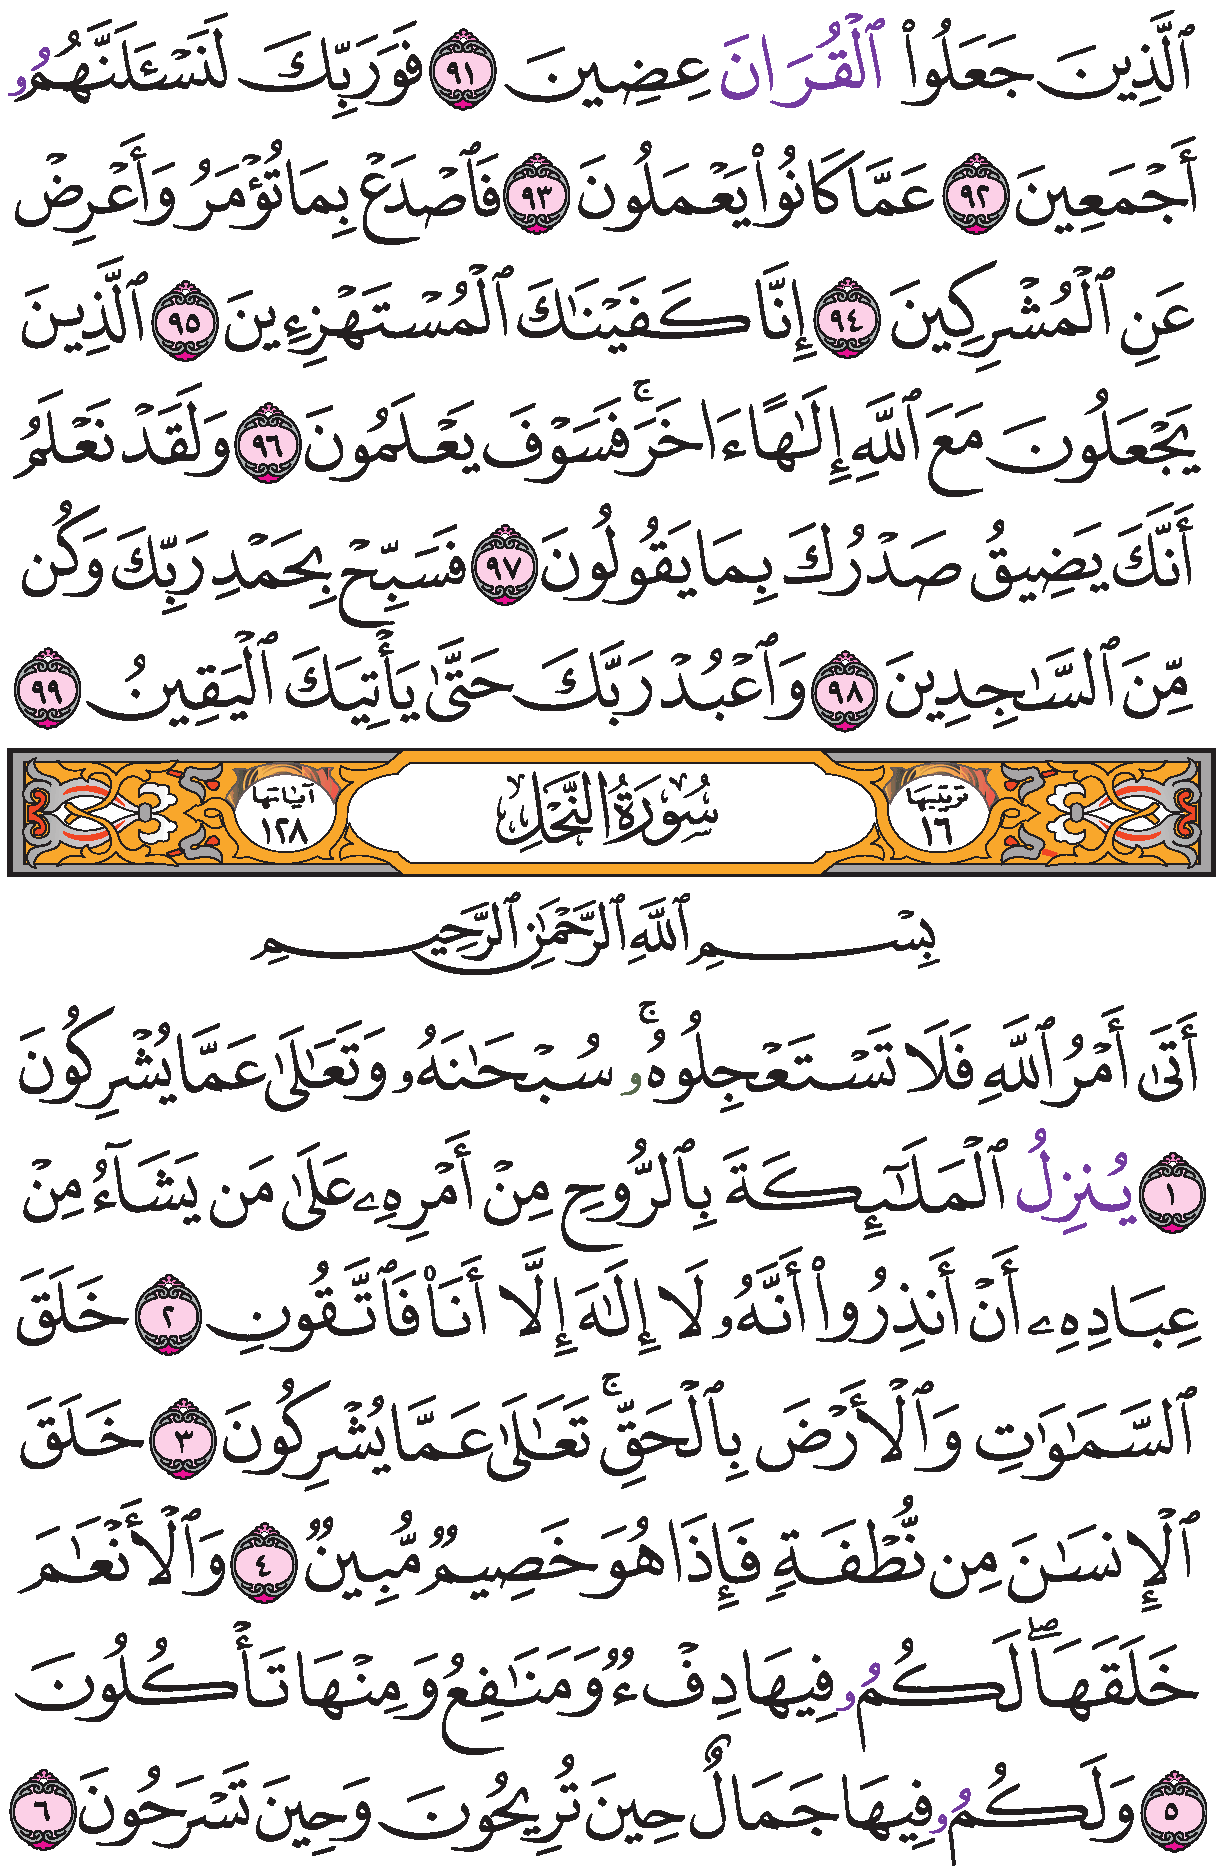 ٱلَّذِينَ جَعَلُوا۟ ٱلْقُرَانَ عِضِينَ ٩١ فَوَرَبِّكَ لَنَسْـَٔلَنَّهُمُۥ
أَجْمَعِينَ ٩٢ عَمَّا كَانُوا۟ يَعْمَلُونَ ٩٣ فَٱصْدَعْ بِمَا تُؤْمَرُ وَأَعْرِضْ
عَنِ ٱلْمُشْرِكِينَ ٩٤ إِنَّا كَفَيْنَٰكَ ٱلْمُسْتَهْزِءِينَ ٩٥ ٱلَّذِينَ
يَجْعَلُونَ مَعَ ٱللَّهِ إِلَٰهًا ءَاخَرَ ۚ فَسَوْفَ يَعْلَمُونَ ٩٦ وَلَقَدْ نَعْلَمُ
أَنَّكَ يَضِيقُ صَدْرُكَ بِمَا يَقُولُونَ ٩٧ فَسَبِّحْ بِحَمْدِ رَبِّكَ وَكُن
مِّنَ ٱلسَّٰجِدِينَ ٩٨ وَٱعْبُدْ رَبَّكَ حَتَّىٰ يَأْتِيَكَ ٱلْيَقِينُ ٩٩
ترتيبها ١٦ سُورَةُ النَّحْلِ آياتها ١٢٨
بِسْمِ ٱللَّهِ ٱلرَّحْمَٰنِ ٱلرَّحِيمِ
أَتَىٰ أَمْرُ ٱللَّهِ فَلَا تَسْتَعْجِلُوهُۥ ۚ سُبْحَٰنَهُۥ وَتَعَٰلَىٰ عَمَّا يُشْرِكُونَ
١ يُنزِلُ ٱلْمَلَٰٓئِكَةَ بِٱلرُّوحِ مِنْ أَمْرِهِۦ عَلَىٰ مَن يَشَآءُ مِنْ
عِبَادِهِۦ أَنْ أَنذِرُوٓا۟ أَنَّهُۥ لَا إِلَٰهَ إِلَّا أَنَا۠ فَٱتَّقُونِ ٢ خَلَقَ
ٱلسَّمَٰوَٰتِ وَٱلْأَرْضَ بِٱلْحَقِّ ۚ تَعَٰلَىٰ عَمَّا يُشْرِكُونَ ٣ خَلَقَ
ٱلْإِنسَٰنَ مِن نُّطْفَةٍ فَإِذَا هُوَ خَصِيمٌ مُّبِينٌ ٤ وَٱلْأَنْعَٰمَ
خَلَقَهَا ۖ لَكُمُۥ فِيهَا دِفْءٌ وَمَنَٰفِعُ وَمِنْهَا تَأْكُلُونَ
٥ وَلَكُمُۥ فِيهَا جَمَالٌ حِينَ تُرِيحُونَ وَحِينَ تَسْرَحُونَ ٦